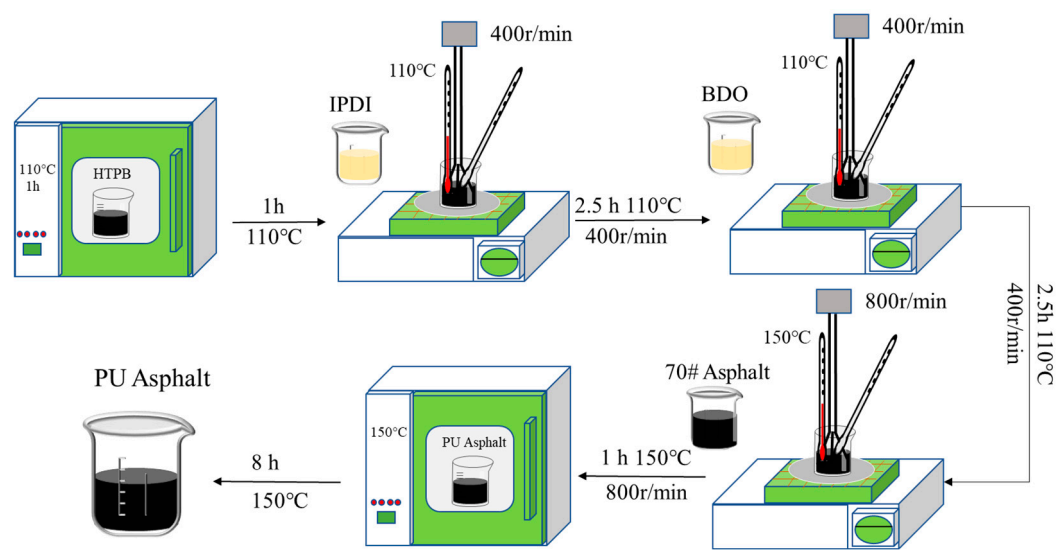 110℃
1h
HTPB
1h
110℃
IPDI
110℃
400r/min
2.5 h 110℃
400r/min
BDO
110℃
400r/min
2.5h 110℃
400r/min
800r/min
150℃
70# Asphalt
1 h 150℃
800r/min
150℃
PU Asphalt
8 h
150℃
PU Asphalt